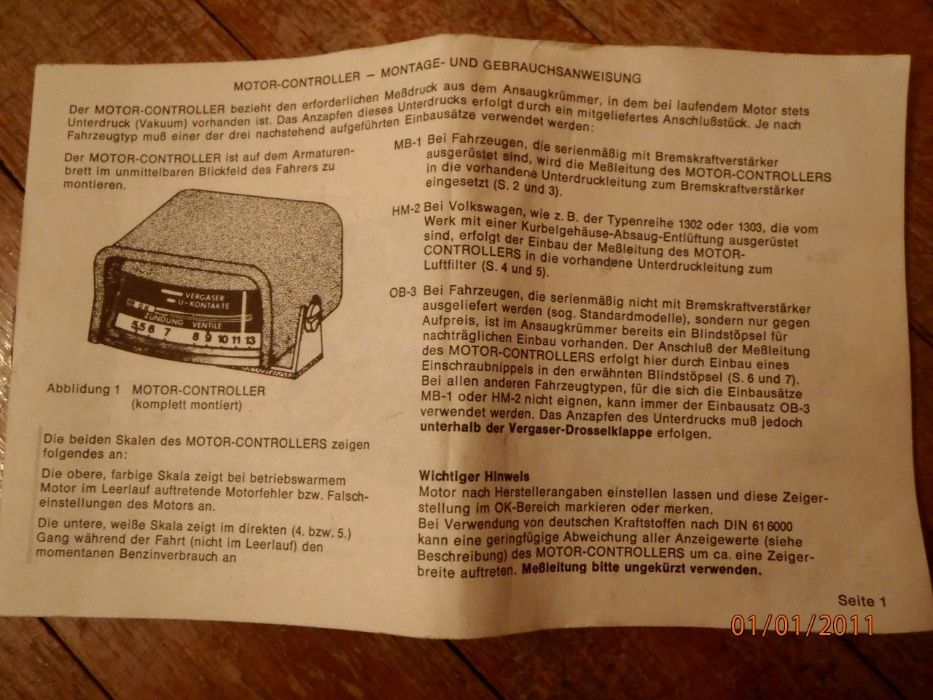 MOTOR-CONTROLLER – MONTAGE- UND GEBRAUCHSANWEISUNG
Der MOTOR-CONTROLLER bezieht den erforderlichen Meßdruck aus dem Ansaugkrümmer, in dem bei laufendem Motor stets
Unterdruck (Vakuum) vorhanden ist. Das Anzapfen dieses Unterdrucks erfolgt durch ein mitgeliefertes Anschlußstück. Je nach
Fahrzeugtyp muß einer der drei nachstehend aufgeführten Einbausätze verwendet werden:
Der MOTOR-CONTROLLER ist auf dem Armaturen-
brett im unmittelbaren Blickfeld des Fahrers zu
montieren.
VERGASER
U-KONTAKTE
OK
ZÜNDUNG VENTILE
5 5,5 6 7 8 9 10 11 13
Abblidung 1 MOTOR-CONTROLLER
(komplett montiert)
Die beiden Skalen des MOTOR-CONTROLLERS zeigen
folgendes an:
Die obere, farbige Skala zeigt bei betriebswarmem
Motor im Leerlauf auftretende Motorfehler bzw. Falsch-
einstellungen des Motors an.
Die untere, weiße Skala zeigt im direkten (4. bzw. 5.)
Gang während der Fahrt (nicht im Leerlauf) den
momentanen Benzinverbrauch an
MB-1 Bei Fahrzeugen, die serienmäßig mit Bremskraftverstärker
ausgerüstet sind, wird die Meßleitung des MOTOR-CONTROLLERS
in die vorhandene Unterdruckleitung zum Bremskraftverstärker
eingesetzt (S. 2 und 3).
HM-2 Bei Volkswagen, wie z. B. der Typenreihe 1302 oder 1303, die vom
Werk mit einer Kurbelgehäuse-Absaug-Entlüftung ausgerüstet
sind, erfolgt der Einbau der Meßleitung des MOTOR-
CONTROLLERS in die vorhandene Unterdruckleitung zum
Luftfilter (S. 4 und 5).
OB-3 Bei Fahrzeugen, die serienmäßig nicht mit Bremskraftverstärker
ausgeliefert werden (sog. Standardmodelle), sondern nur gegen
Aufpreis, ist im Ansaugkrümmer bereits ein Blindstöpsel für
nachträglichen Einbau vorhanden. Der Anschluß der Meßleitung
des MOTOR-CONTROLLERS erfolgt hier durch Einbau eines
Einschraubnippels in den erwähnten Blindstöpsel (S. 6 und 7).
Bei allen anderen Fahrzeugtypen, für die sich die Einbausätze
MB-1 oder HM-2 nicht eignen, kann immer der Einbausatz OB-3
verwendet werden. Das Anzapfen des Unterdrucks muß jedoch
unterhalb der Vergaser-Drosselklappe erfolgen.
Wichtiger Hinweis
Motor nach Herstellerangaben einstellen lassen und diese Zeiger-
stellung im OK-Bereich markieren oder merken.
Bei Verwendung von deutschen Kraftstoffen nach DIN 616000
kann eine geringfügige Abweichung aller Anzeigewerte (siehe
Beschreibung) des MOTOR-CONTROLLERS um ca. eine Zeiger-
breite auftreten. Meßleitung bitte ungekürzt verwenden.
Seite 1
01/01/2011